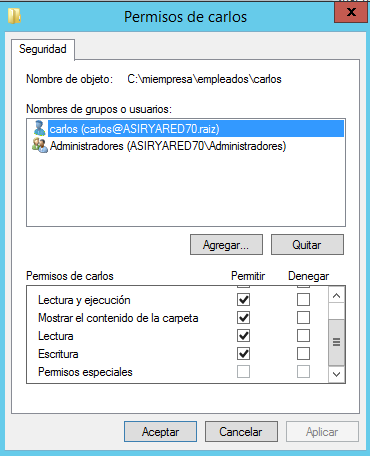 Permisos de carlos
x
Seguridad
Nombre de objeto: C:\miempresa\empleados\carlos
Nombres de grupos o usuarios:
carlos (carlos@ASIRYARED70.raiz)
Administradores (ASIRYARED70\Administradores)
Agregar... Quitar
Permisos de carlos Permitir Denegar
Lectura y ejecución
Mostrar el contenido de la carpeta
Lectura
Escritura
Permisos especiales
Aceptar Cancelar Aplicar